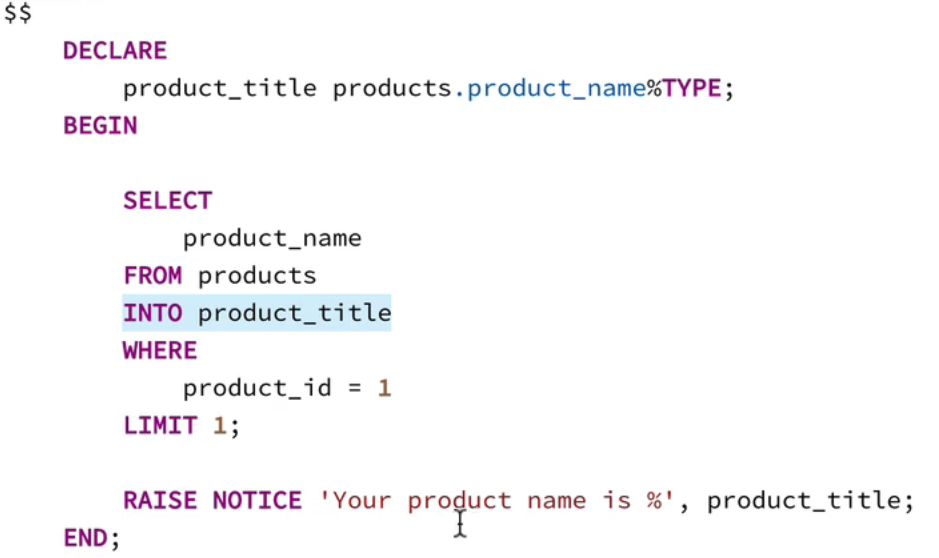 $$
DECLARE
product_title products.product_name%TYPE;
BEGIN
SELECT
product_name
FROM products
INTO product_title
WHERE
product_id = 1
LIMIT 1;
RAISE NOTICE 'Your product name is %', product_title;
END;